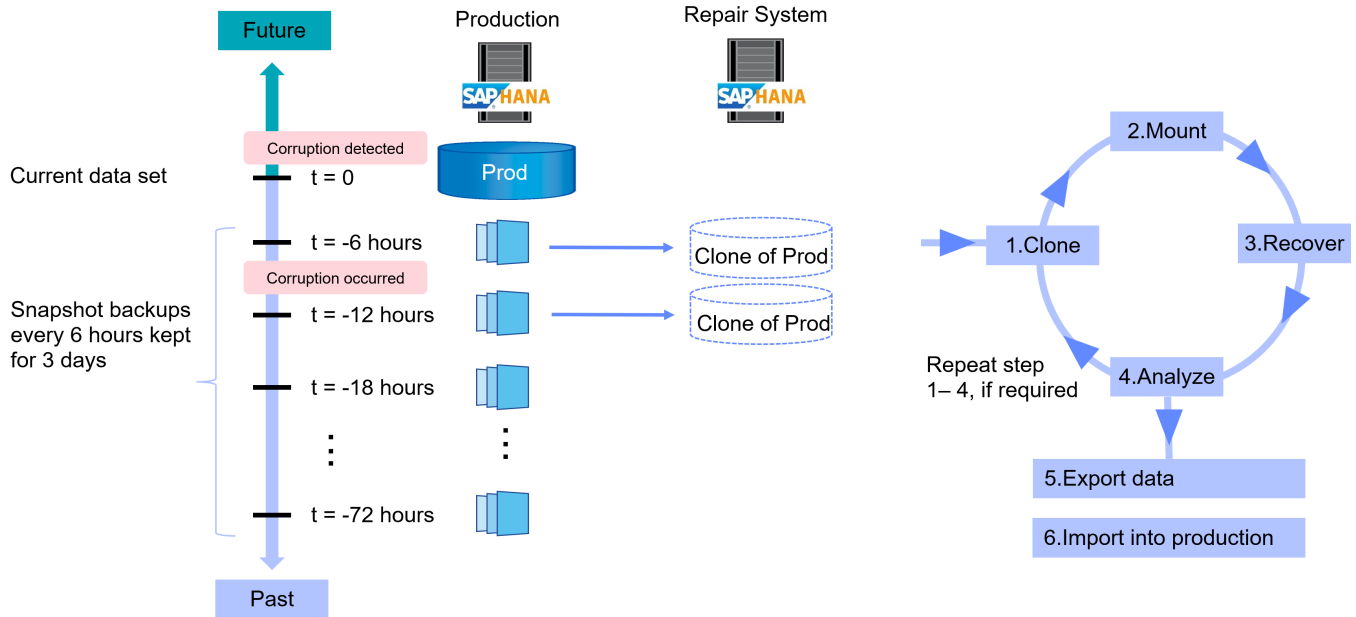 Future
Production
Repair System
SAP HANA
SAP HANA
Corruption detected
Current data set
t = 0
Prod
t = -6 hours
Clone of Prod
Corruption occurred
Snapshot backups
every 6 hours kept
for 3 days
t = -12 hours
Clone of Prod
t = -18 hours
t = -72 hours
Past
2.Mount
1.Clone
3.Recover
Repeat step
1– 4, if required
4.Analyze
5.Export data
6.Import into production